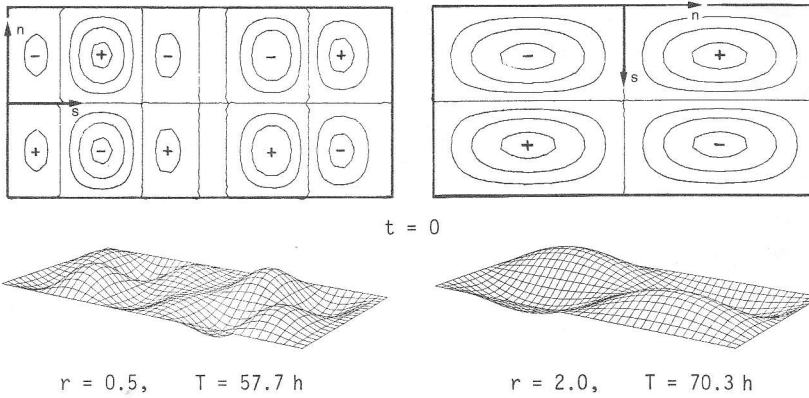 n
- + - - +
s
+ - + + -
n
- +
s
+ -
t = 0
r = 0.5, T = 57.7 h
r = 2.0, T = 70.3 h